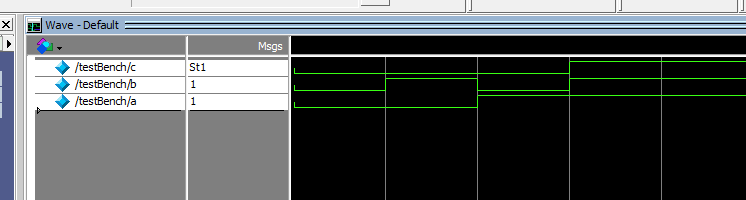 Wave - Default
Msgs
/testBench/c St1
/testBench/b 1
/testBench/a 1